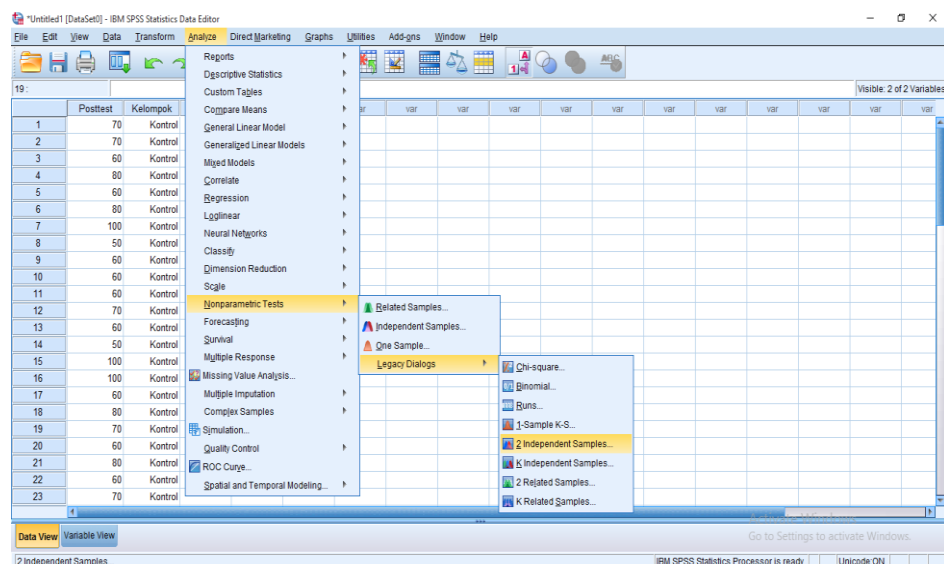 *Untitled1 [DataSet0] - IBM SPSS Statistics Data Editor
File Edit View Data Transform Analyze Direct Marketing Graphs Utilities Add-ons Window Help
19 :
Visible: 2 of 2 Variables
Posttest Kelompok var var var var var var var var var var
1 70 Kontrol
2 70 Kontrol
3 60 Kontrol
4 80 Kontrol
5 60 Kontrol
6 80 Kontrol
7 100 Kontrol
8 50 Kontrol
9 60 Kontrol
10 60 Kontrol
11 60 Kontrol
12 70 Kontrol
13 60 Kontrol
14 50 Kontrol
15 100 Kontrol
16 100 Kontrol
17 60 Kontrol
18 80 Kontrol
19 70 Kontrol
20 60 Kontrol
21 80 Kontrol
22 60 Kontrol
23 70 Kontrol
Reports
Descriptive Statistics
Custom Tables
Compare Means
General Linear Model
Generalized Linear Models
Mixed Models
Correlate
Regression
Loglinear
Neural Networks
Classify
Dimension Reduction
Scale
Nonparametric Tests
Forecasting
Survival
Multiple Response
Missing Value Analysis...
Multiple Imputation
Complex Samples
Simulation...
Quality Control
ROC Curve...
Spatial and Temporal Modeling...
Related Samples...
Independent Samples...
One Sample...
Legacy Dialogs
Chi-square...
Binomial...
Runs...
1-Sample K-S...
2 Independent Samples...
K Independent Samples...
2 Related Samples...
K Related Samples...
Data View Variable View
Activate Windows
Go to Settings to activate Windows.
2 Independent Samples
IBM SPSS Statistics Processor is ready
Unicode:ON